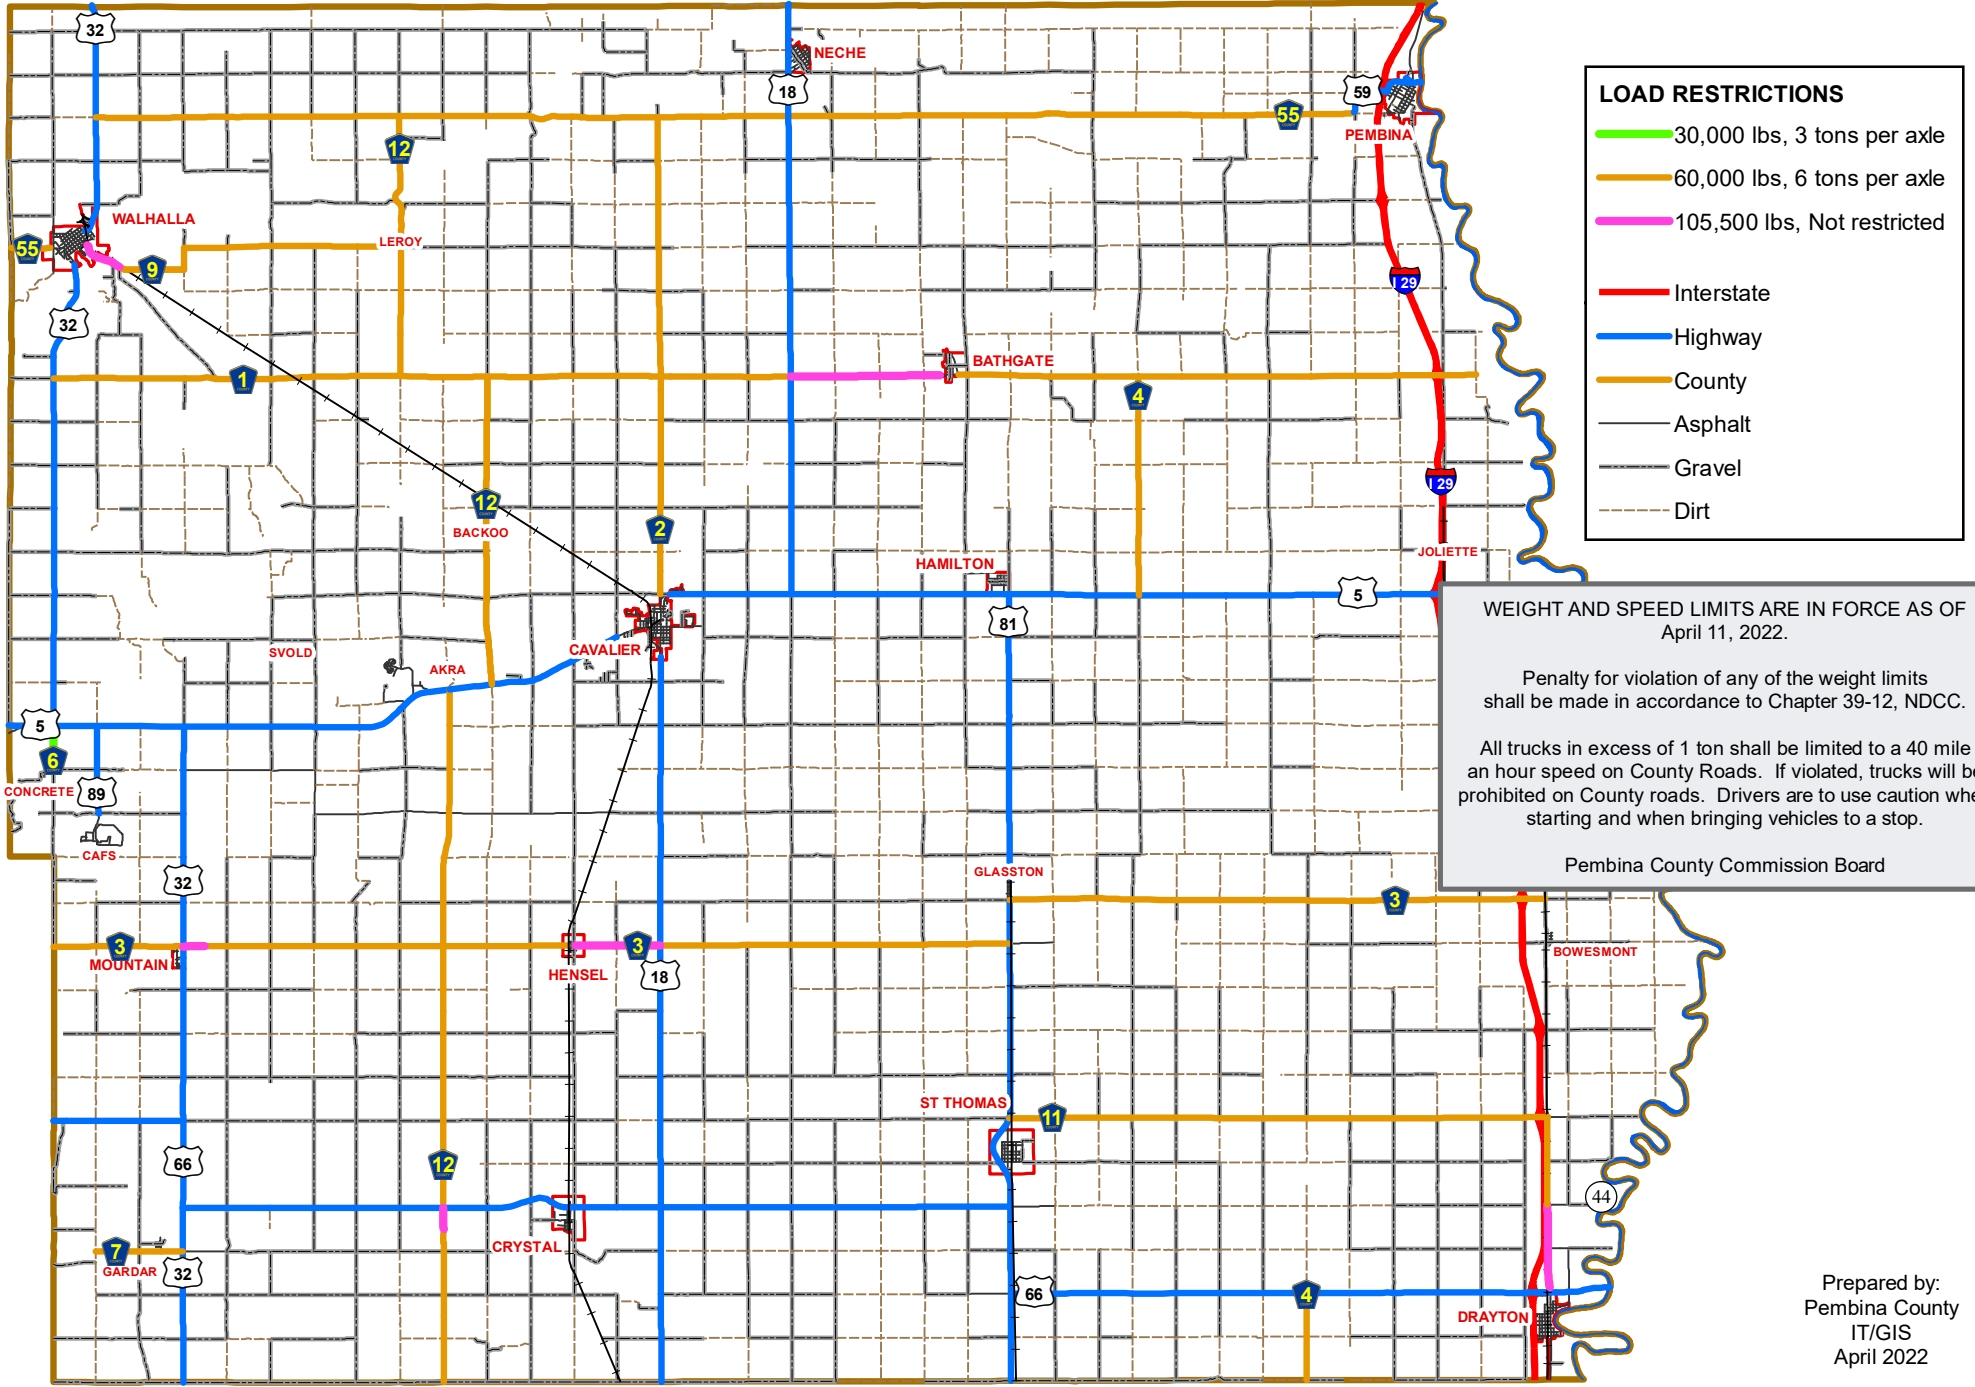 32
NECHE
18
59
55
PEMBINA
12
WALHALLA
55
LEROY
9
I 29
32
BATHGATE
1
4
12
BACKOO
2
I 29
JOLIETTE
HAMILTON
5
81
CAVALIER
SVOLD
AKRA
5
6
CONCRETE
89
CAFS
32
GLASSTON
3
3
MOUNTAIN
3
HENSEL
18
BOWESMONT
ST THOMAS
11
66
12
44
CRYSTAL
7
GARDAR
32
66
4
DRAYTON
LOAD RESTRICTIONS
30,000 lbs, 3 tons per axle
60,000 lbs, 6 tons per axle
105,500 lbs, Not restricted
Interstate
Highway
County
Asphalt
Gravel
Dirt
WEIGHT AND SPEED LIMITS ARE IN FORCE AS OF
April 11, 2022.
Penalty for violation of any of the weight limits
shall be made in accordance to Chapter 39-12, NDCC.
All trucks in excess of 1 ton shall be limited to a 40 mile
an hour speed on County Roads. If violated, trucks will be
prohibited on County roads. Drivers are to use caution whe
starting and when bringing vehicles to a stop.
Pembina County Commission Board
Prepared by:
Pembina County
IT/GIS
April 2022